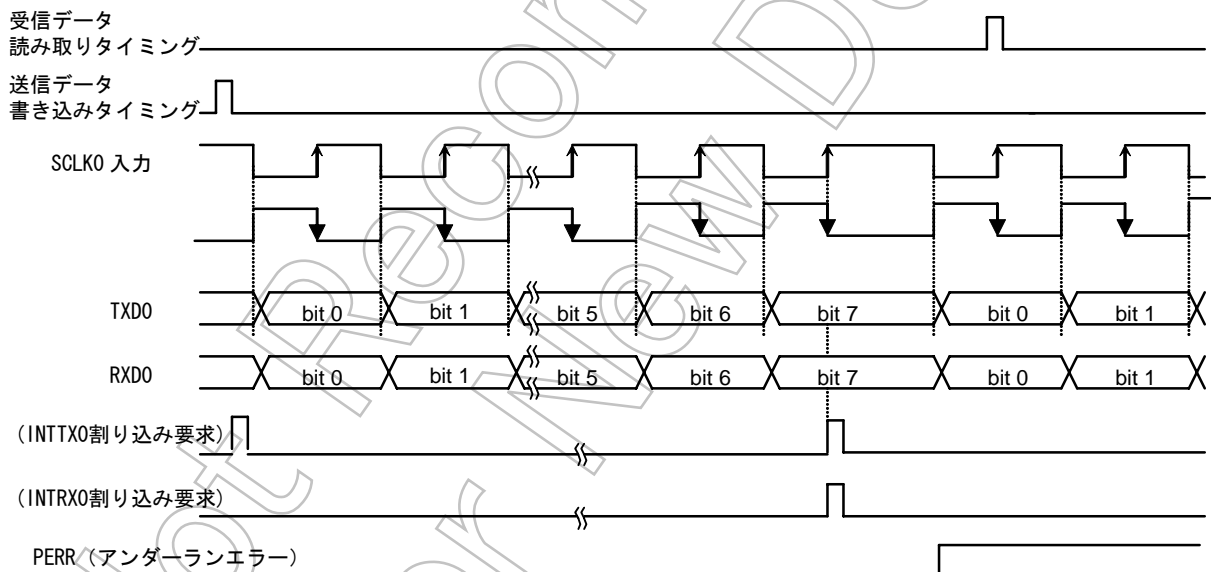 受信データ
読み取りタイミング
送信データ
書き込みタイミング
SCLK0 入力
TXD0 bit 0 bit 1 bit 5 bit 6 bit 7 bit 0 bit 1
RXD0 bit 0 bit 1 bit 5 bit 6 bit 7 bit 0 bit 1
(INTTX0割り込み要求)
(INTRX0割り込み要求)
PERR(アンダーランエラー)